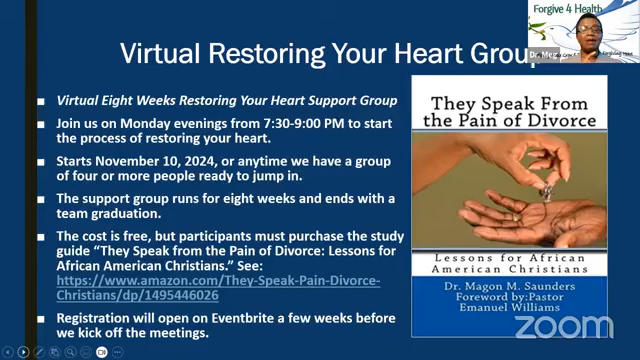 Forgive 4 Health
Dr. Meg
Virtual Restoring Your Heart Group
Virtual Eight Weeks Restoring Your Heart Support Group
Join us on Monday evenings from 7:30-9:00 PM to start
the process of restoring your heart.
Starts November 10, 2024, or anytime we have a group
of four or more people ready to jump in.
The support group runs for eight weeks and ends with a
team graduation.
The cost is free, but participants must purchase the study
guide “They Speak from the Pain of Divorce: Lessons for
African American Christians.” See:
https://www.amazon.com/They-Speak-Pain-Divorce-
Christians/dp/1495446026
Registration will open on Eventbrite a few weeks before
we kick off the meetings.
They Speak From
the Pain of Divorce
Lessons for African
American Christians
Dr. Magon M. Saunders
Foreword by:Pastor
Emanuel Williams
zoom